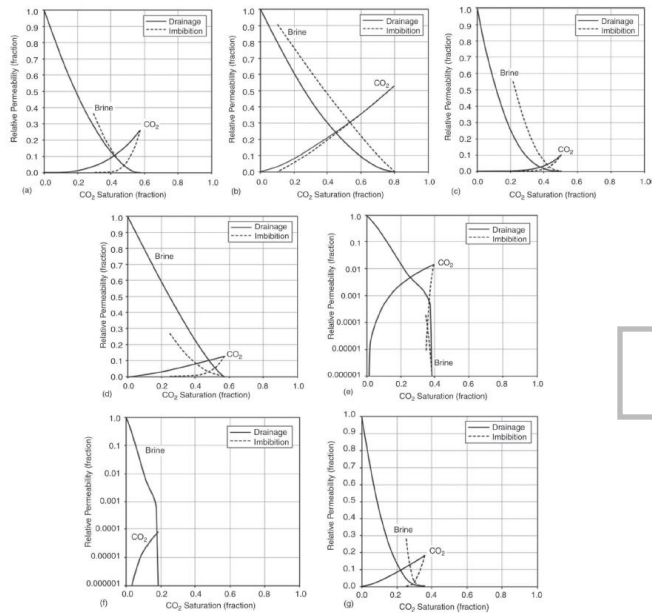 Relative Permeability (fraction)
1.0
0.9
0.8
0.7
0.6
0.5
0.4
0.3
0.2
0.1
0.0
Drainage
Imbibition
Brine
CO₂
0.0 0.2 0.4 0.6 0.8 1.0
(a) CO₂ Saturation (fraction)
Relative Permeability (fraction)
1.0
0.9
0.8
0.7
0.6
0.5
0.4
0.3
0.2
0.1
0.0
Drainage
Imbibition
Brine
CO₂
0.0 0.2 0.4 0.6 0.8 1.0
(b) CO₂ Saturation (fraction)
Relative Permeability (fraction)
1.0
0.9
0.8
0.7
0.6
0.5
0.4
0.3
0.2
0.1
0.0
Drainage
Imbibition
Brine
CO₂
0.0 0.2 0.4 0.6 0.8 1.0
(c) CO₂ Saturation (fraction)
Relative Permeability (fraction)
1.0
0.9
0.8
0.7
0.6
0.5
0.4
0.3
0.2
0.1
0.0
Drainage
Imbibition
Brine
CO₂
0.0 0.2 0.4 0.6 0.8 1.0
(d) CO₂ Saturation (fraction)
Relative Permeability (fraction)
1.0
1.0
0.01
0.001
0.0001
0.00001
0.000001
Drainage
Imbibition
CO₂
Brine
0.0 0.2 0.4 0.6 0.8 1.0
(e) CO₂ Saturation (fraction)
Relative Permeability (fraction)
1.0
0.1
0.01
0.001
0.00001
0.00001
0.000001
Drainage
Imbibition
Brine
CO₂
0.0 0.2 0.4 0.6 0.8 1.0
(f) CO₂ Saturation (fraction)
Relative Permeability (fraction)
1.0
0.9
0.8
0.7
0.6
0.5
0.4
0.3
0.2
0.1
0.0
Drainage
Imbibition
Brine
CO₂
0.0 0.2 0.4 0.6 0.8 1.0
(g) CO₂ Saturation (fraction)